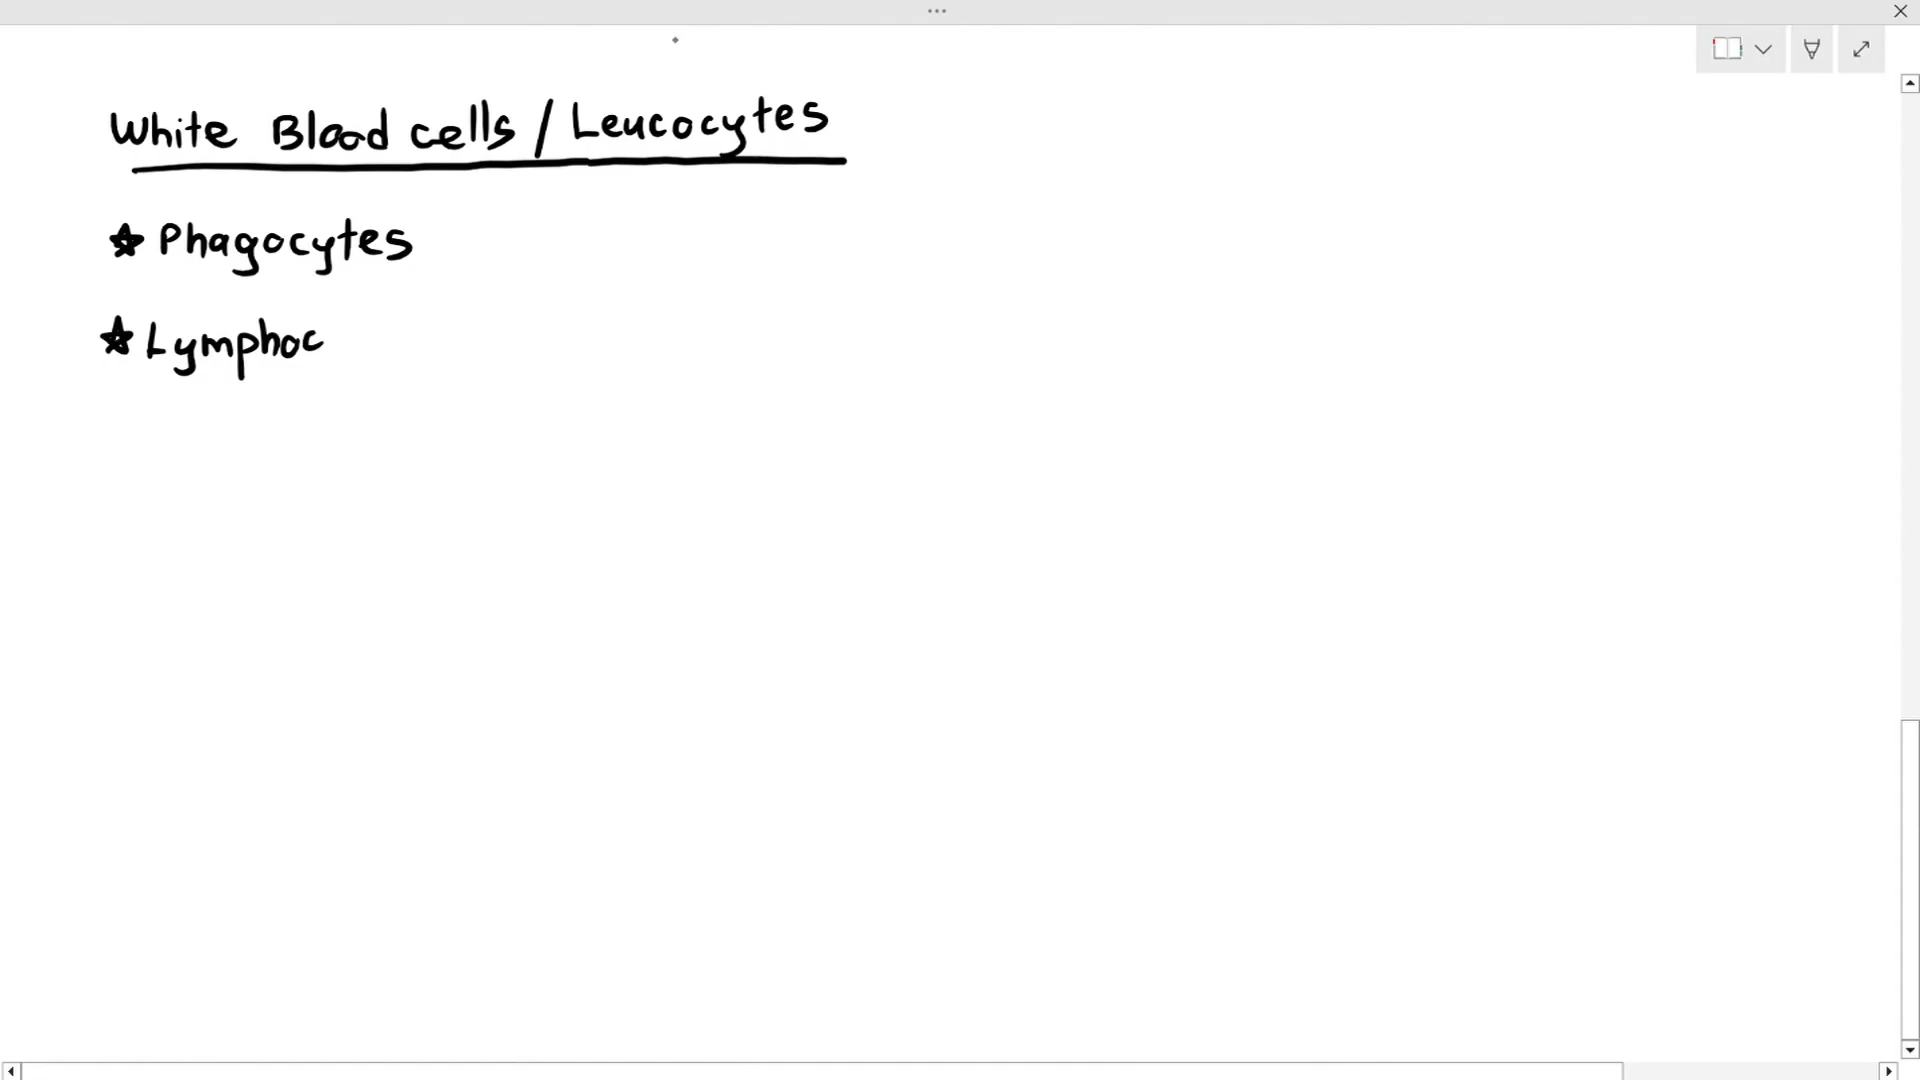 White Blood cells / Leucocytes
★ Phagocytes
★ Lymphoc